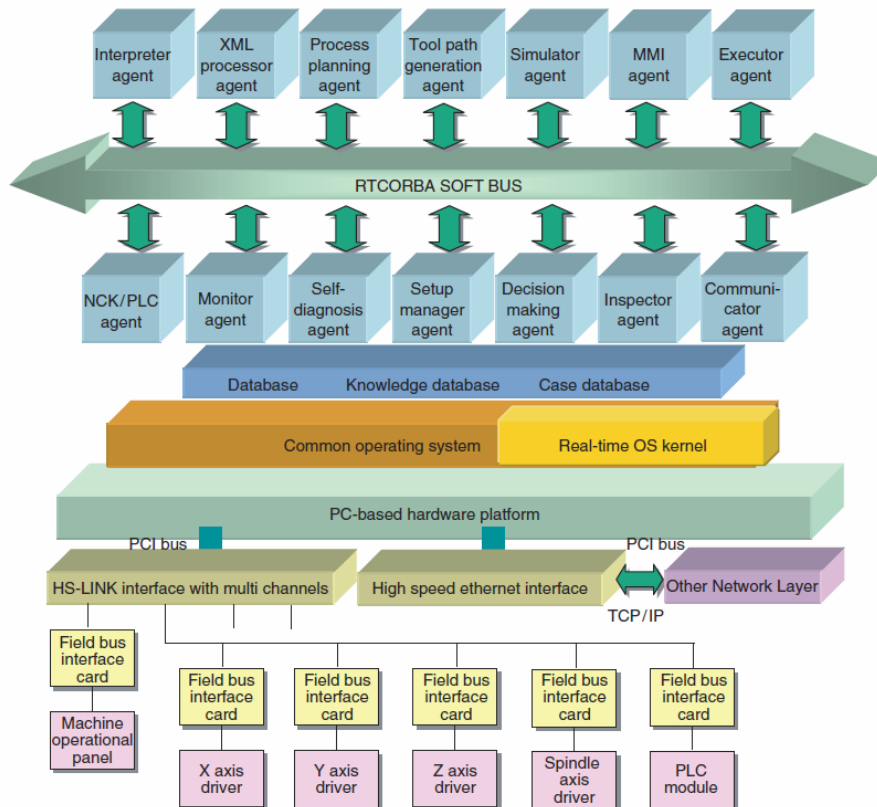 Interpreter
agent
XML
processor
agent
Process
planning
agent
Tool path
generation
agent
Simulator
agent
MMI
agent
Executor
agent
RTCORBA SOFT BUS
NCK/PLC
agent
Monitor
agent
Self-
diagnosis
agent
Setup
manager
agent
Decision
making
agent
Inspector
agent
Communi-
cator
agent
Database
Knowledge database
Case database
Common operating system
Real-time OS kernel
PC-based hardware platform
PCI bus
PCI bus
HS-LINK interface with multi channels
High speed ethernet interface
Other Network Layer
TCP/IP
Field bus
interface
card
Machine
operational
panel
Field bus
interface
card
X axis
driver
Field bus
interface
card
Y axis
driver
Field bus
interface
card
Z axis
driver
Field bus
interface
card
Spindle
axis
driver
Field bus
interface
card
PLC
module